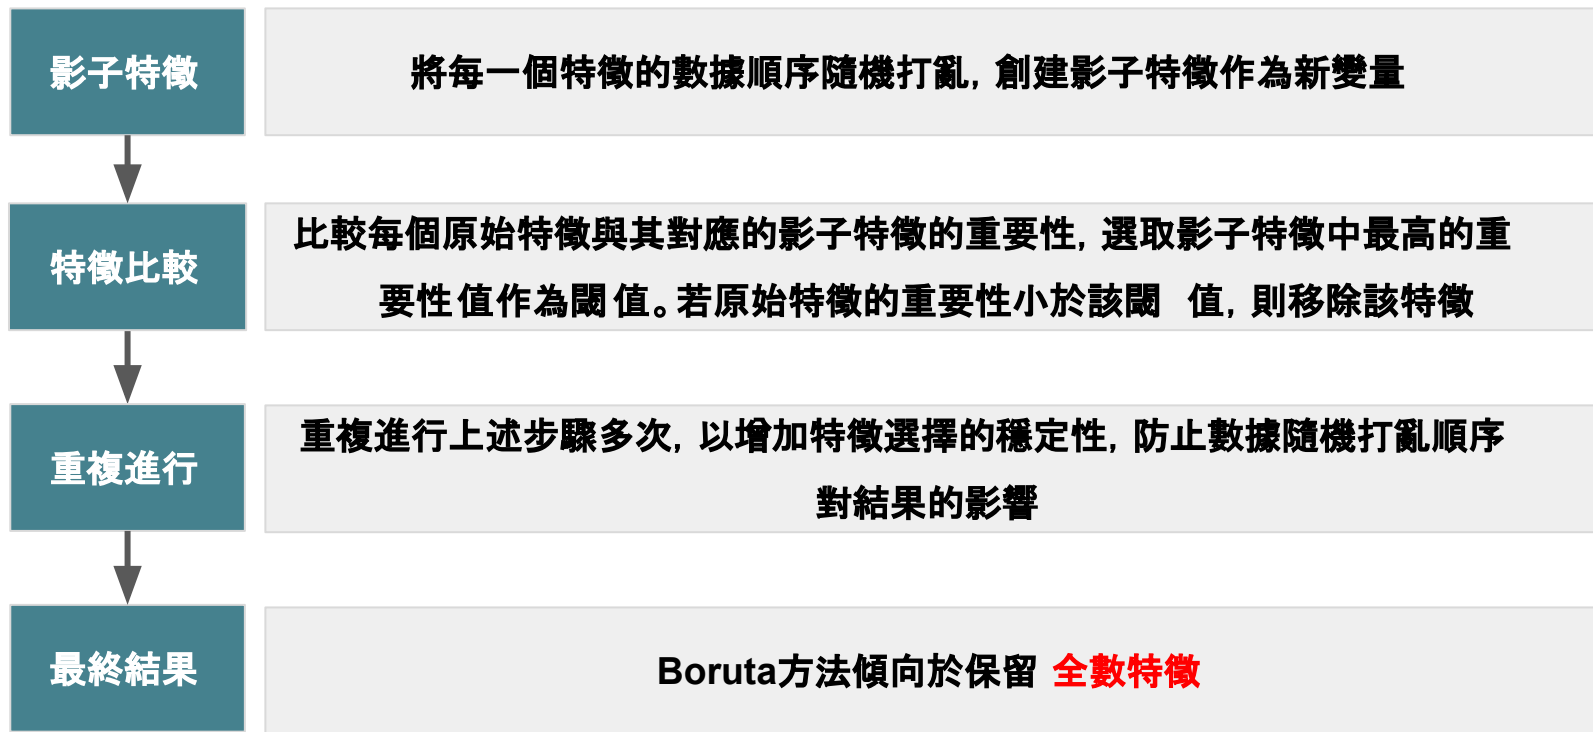 影子特徵
將每一個特徵的數據順序隨機打亂，創建影子特徵作為新變量
特徵比較
比較每個原始特徵與其對應的影子特徵的重要性，選取影子特徵中最高的重
要性值作為閾值。若原始特徵的重要性小於該閾 值，則移除該特徵
重複進行
重複進行上述步驟多次，以增加特徵選擇的穩定性，防止數據隨機打亂順序
對結果的影響
最終結果
Boruta方法傾向於保留 全數特徵